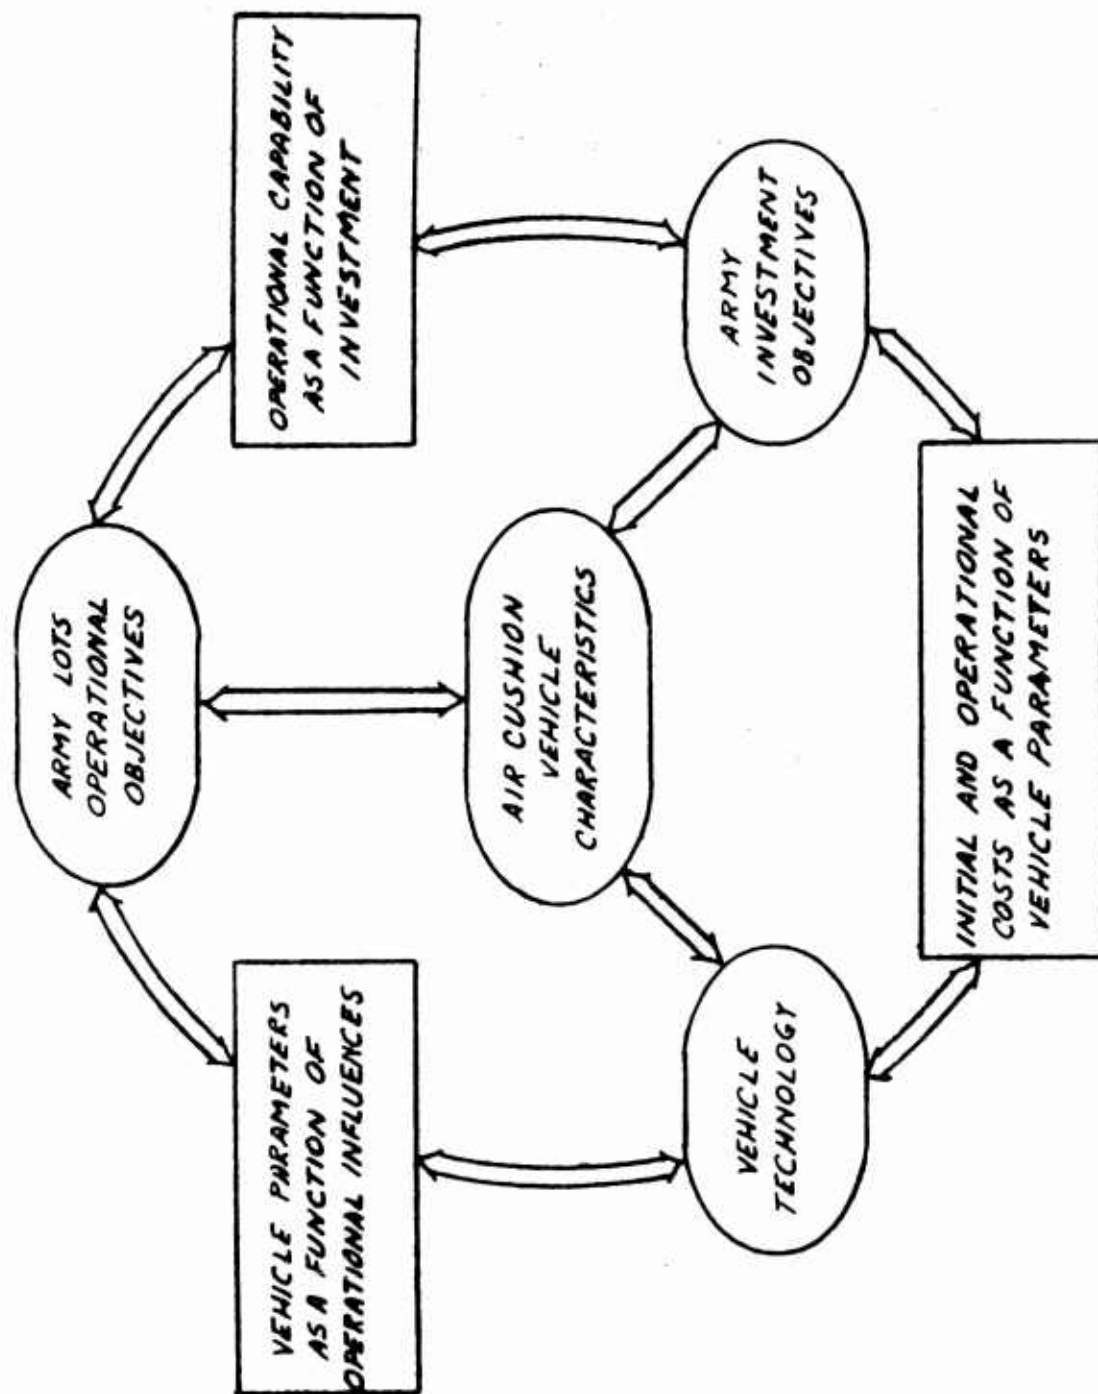 ARMY LOTS
OPERATIONAL
OBJECTIVES
VEHICLE PARAMETERS
AS A FUNCTION OF
OPERATIONAL INFLUENCES
OPERATIONAL CAPABILITY
AS A FUNCTION OF
INVESTMENT
AIR CUSHION
VEHICLE
CHARACTERISTICS
VEHICLE
TECHNOLOGY
ARMY
INVESTMENT
OBJECTIVES
INITIAL AND OPERATIONAL
COSTS AS A FUNCTION OF
VEHICLE PARAMETERS